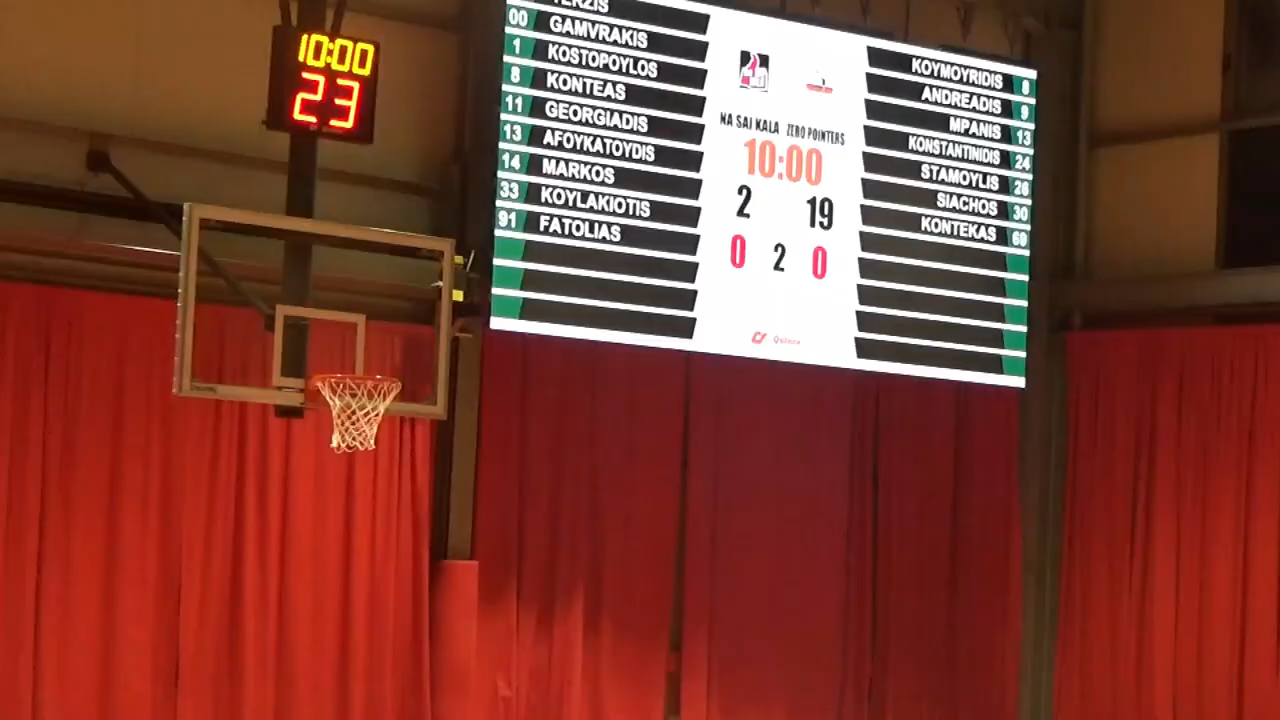 10:00
23
TERZIS
00 GAMVRAKIS
1 KOSTOPOYLOS
8 KONTEAS
11 GEORGIADIS
13 AFOYKATOYDIS
14 MARKOS
33 KOYLAKIOTIS
91 FATOLIAS
NA SAI KALA ZERO POINTERS
10:00
2 19
0 2 0
KOYMOYRIDIS 8
ANDREADIS 9
MPANIS 13
KONSTANTINIDIS 24
STAMOYLIS 28
SIACHOS 30
KONTEKAS 60